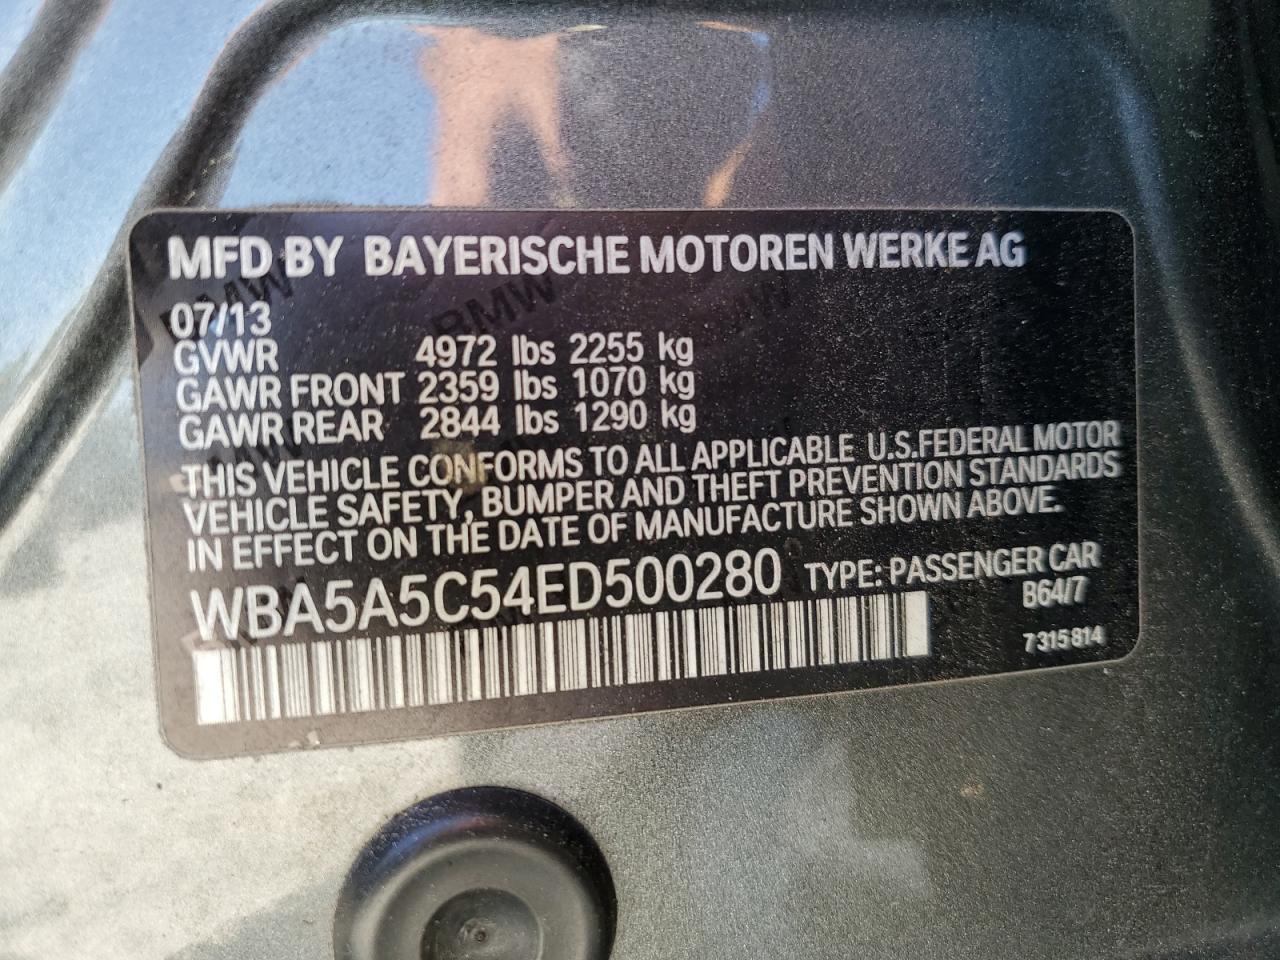 MFD BY BAYERISCHE MOTOREN WERKE AG
07/13
GVWR 4972 lbs 2255 kg
GAWR FRONT 2359 lbs 1070 kg
GAWR REAR 2844 lbs 1290 kg
THIS VEHICLE CONFORMS TO ALL APPLICABLE U.S.FEDERAL MOTOR
VEHICLE SAFETY, BUMPER AND THEFT PREVENTION STANDARDS
IN EFFECT ON THE DATE OF MANUFACTURE SHOWN ABOVE.
WBA5A5C54ED500280 TYPE: PASSENGER CAR
B64/7
7 315 814
BMW
BMW
BMW